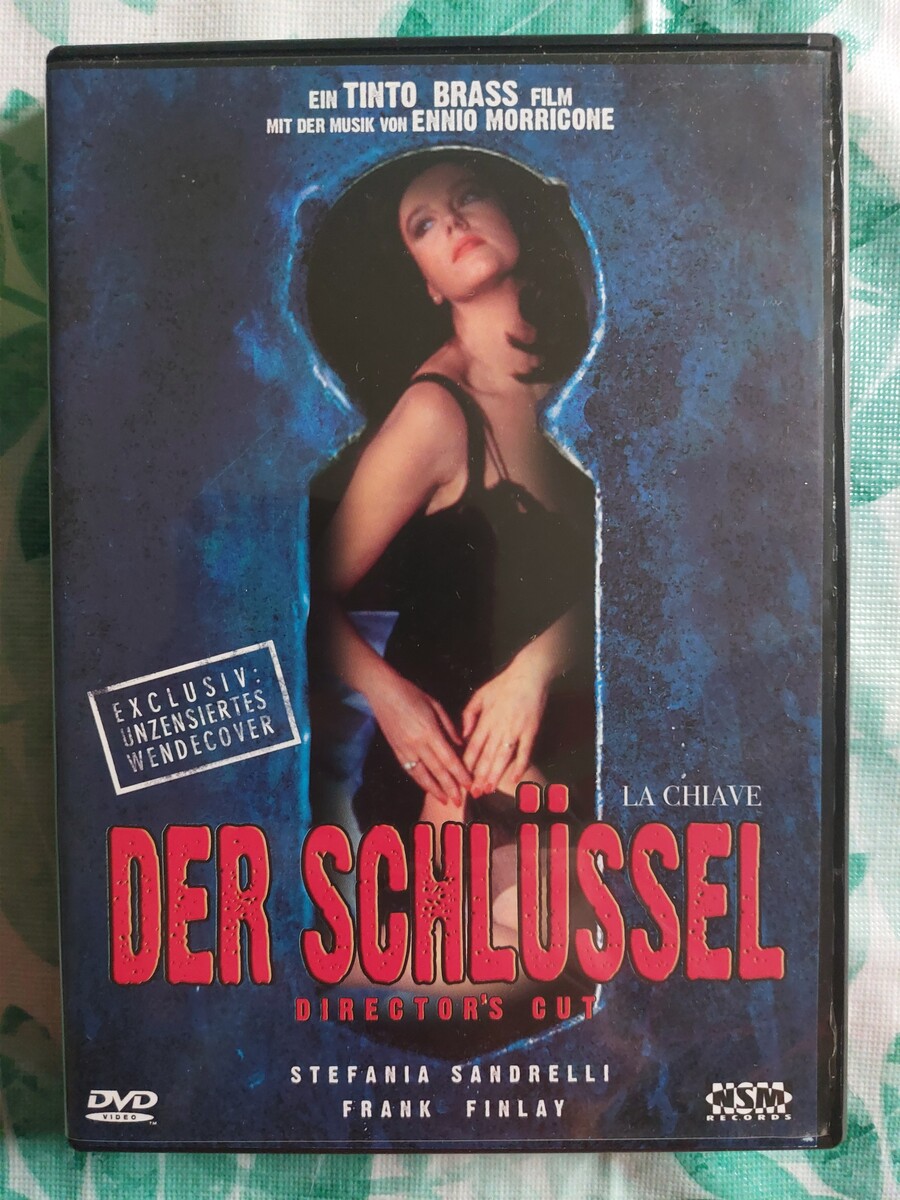 EIN TINTO BRASS FILM
MIT DER MUSIK VON ENNIO MORRICONE
EXCLUSIV:
UNZENSIERTES
WENDECOVER
LA CHIAVE
DER SCHLÜSSEL
DIRECTOR'S CUT
STEFANIA SANDRELLI
FRANK FINLAY
DVD
VIDEO
TM
NSM
RECORDS